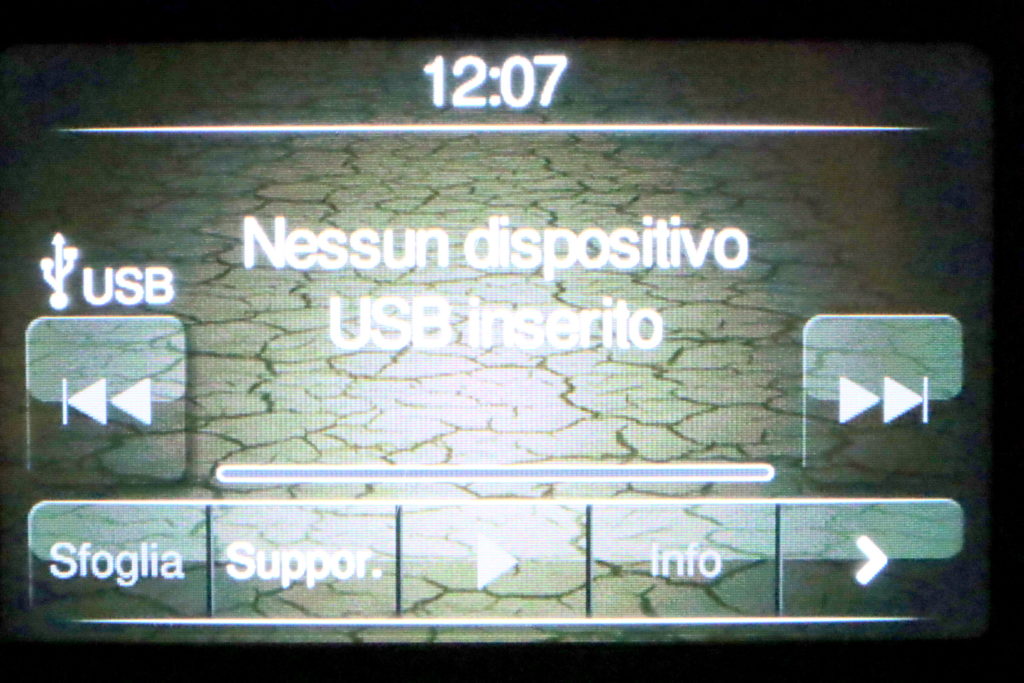 12:07
Nessun dispositivo
USB
USB inserito
Sfoglia Suppor. Info